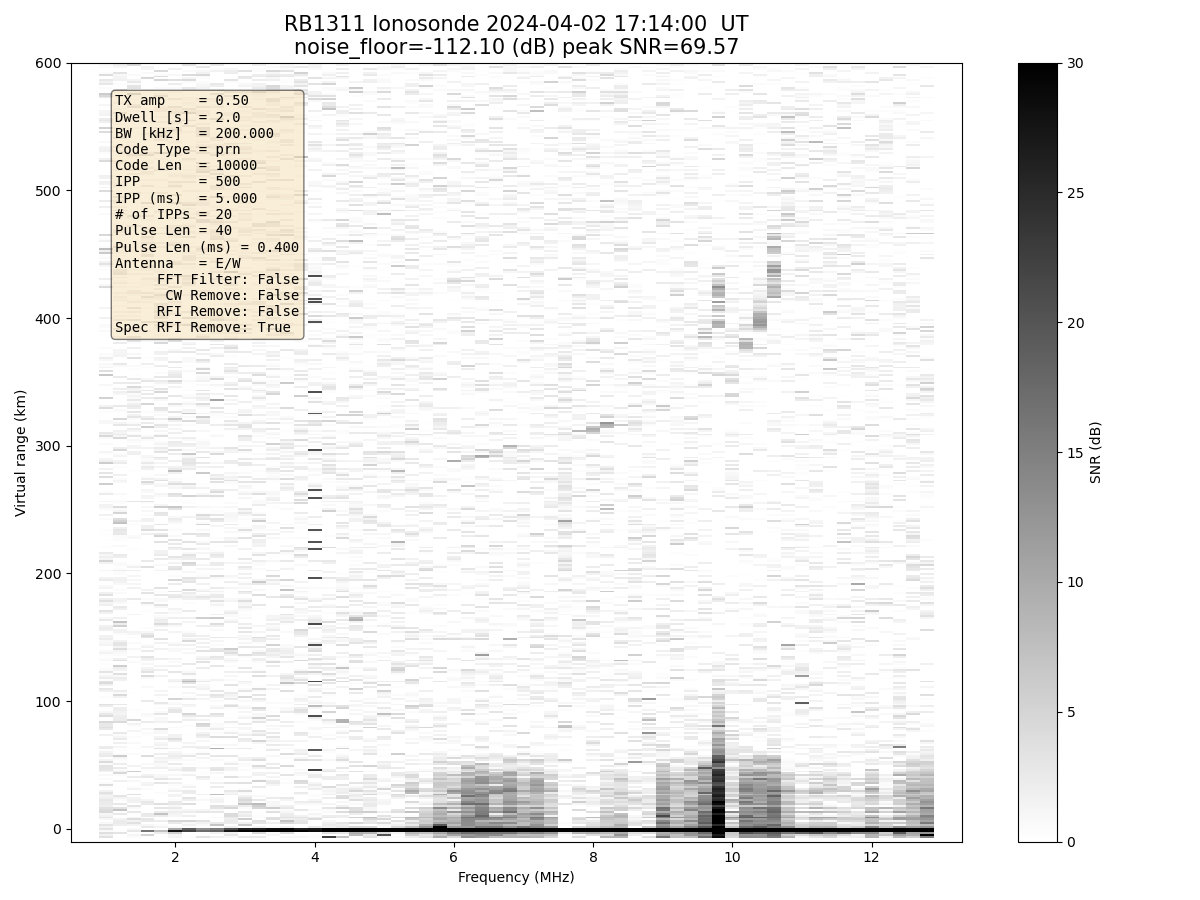 RB1311 Ionosonde 2024-04-02 17:14:00  UT
noise_floor=-112.10 (dB) peak SNR=69.57
TX amp    = 0.50
Dwell [s] = 2.0
BW [kHz]  = 200.000
Code Type = prn
Code Len  = 10000
IPP       = 500
IPP (ms)  = 5.000
# of IPPs = 20
Pulse Len = 40
Pulse Len (ms) = 0.400
Antenna   = E/W
FFT Filter: False
CW Remove: False
RFI Remove: False
Spec RFI Remove: True
Virtual range (km)
600
500
400
300
200
100
0
2
4
6
8
10
12
Frequency (MHz)
30
25
20
15
10
5
0
SNR (dB)